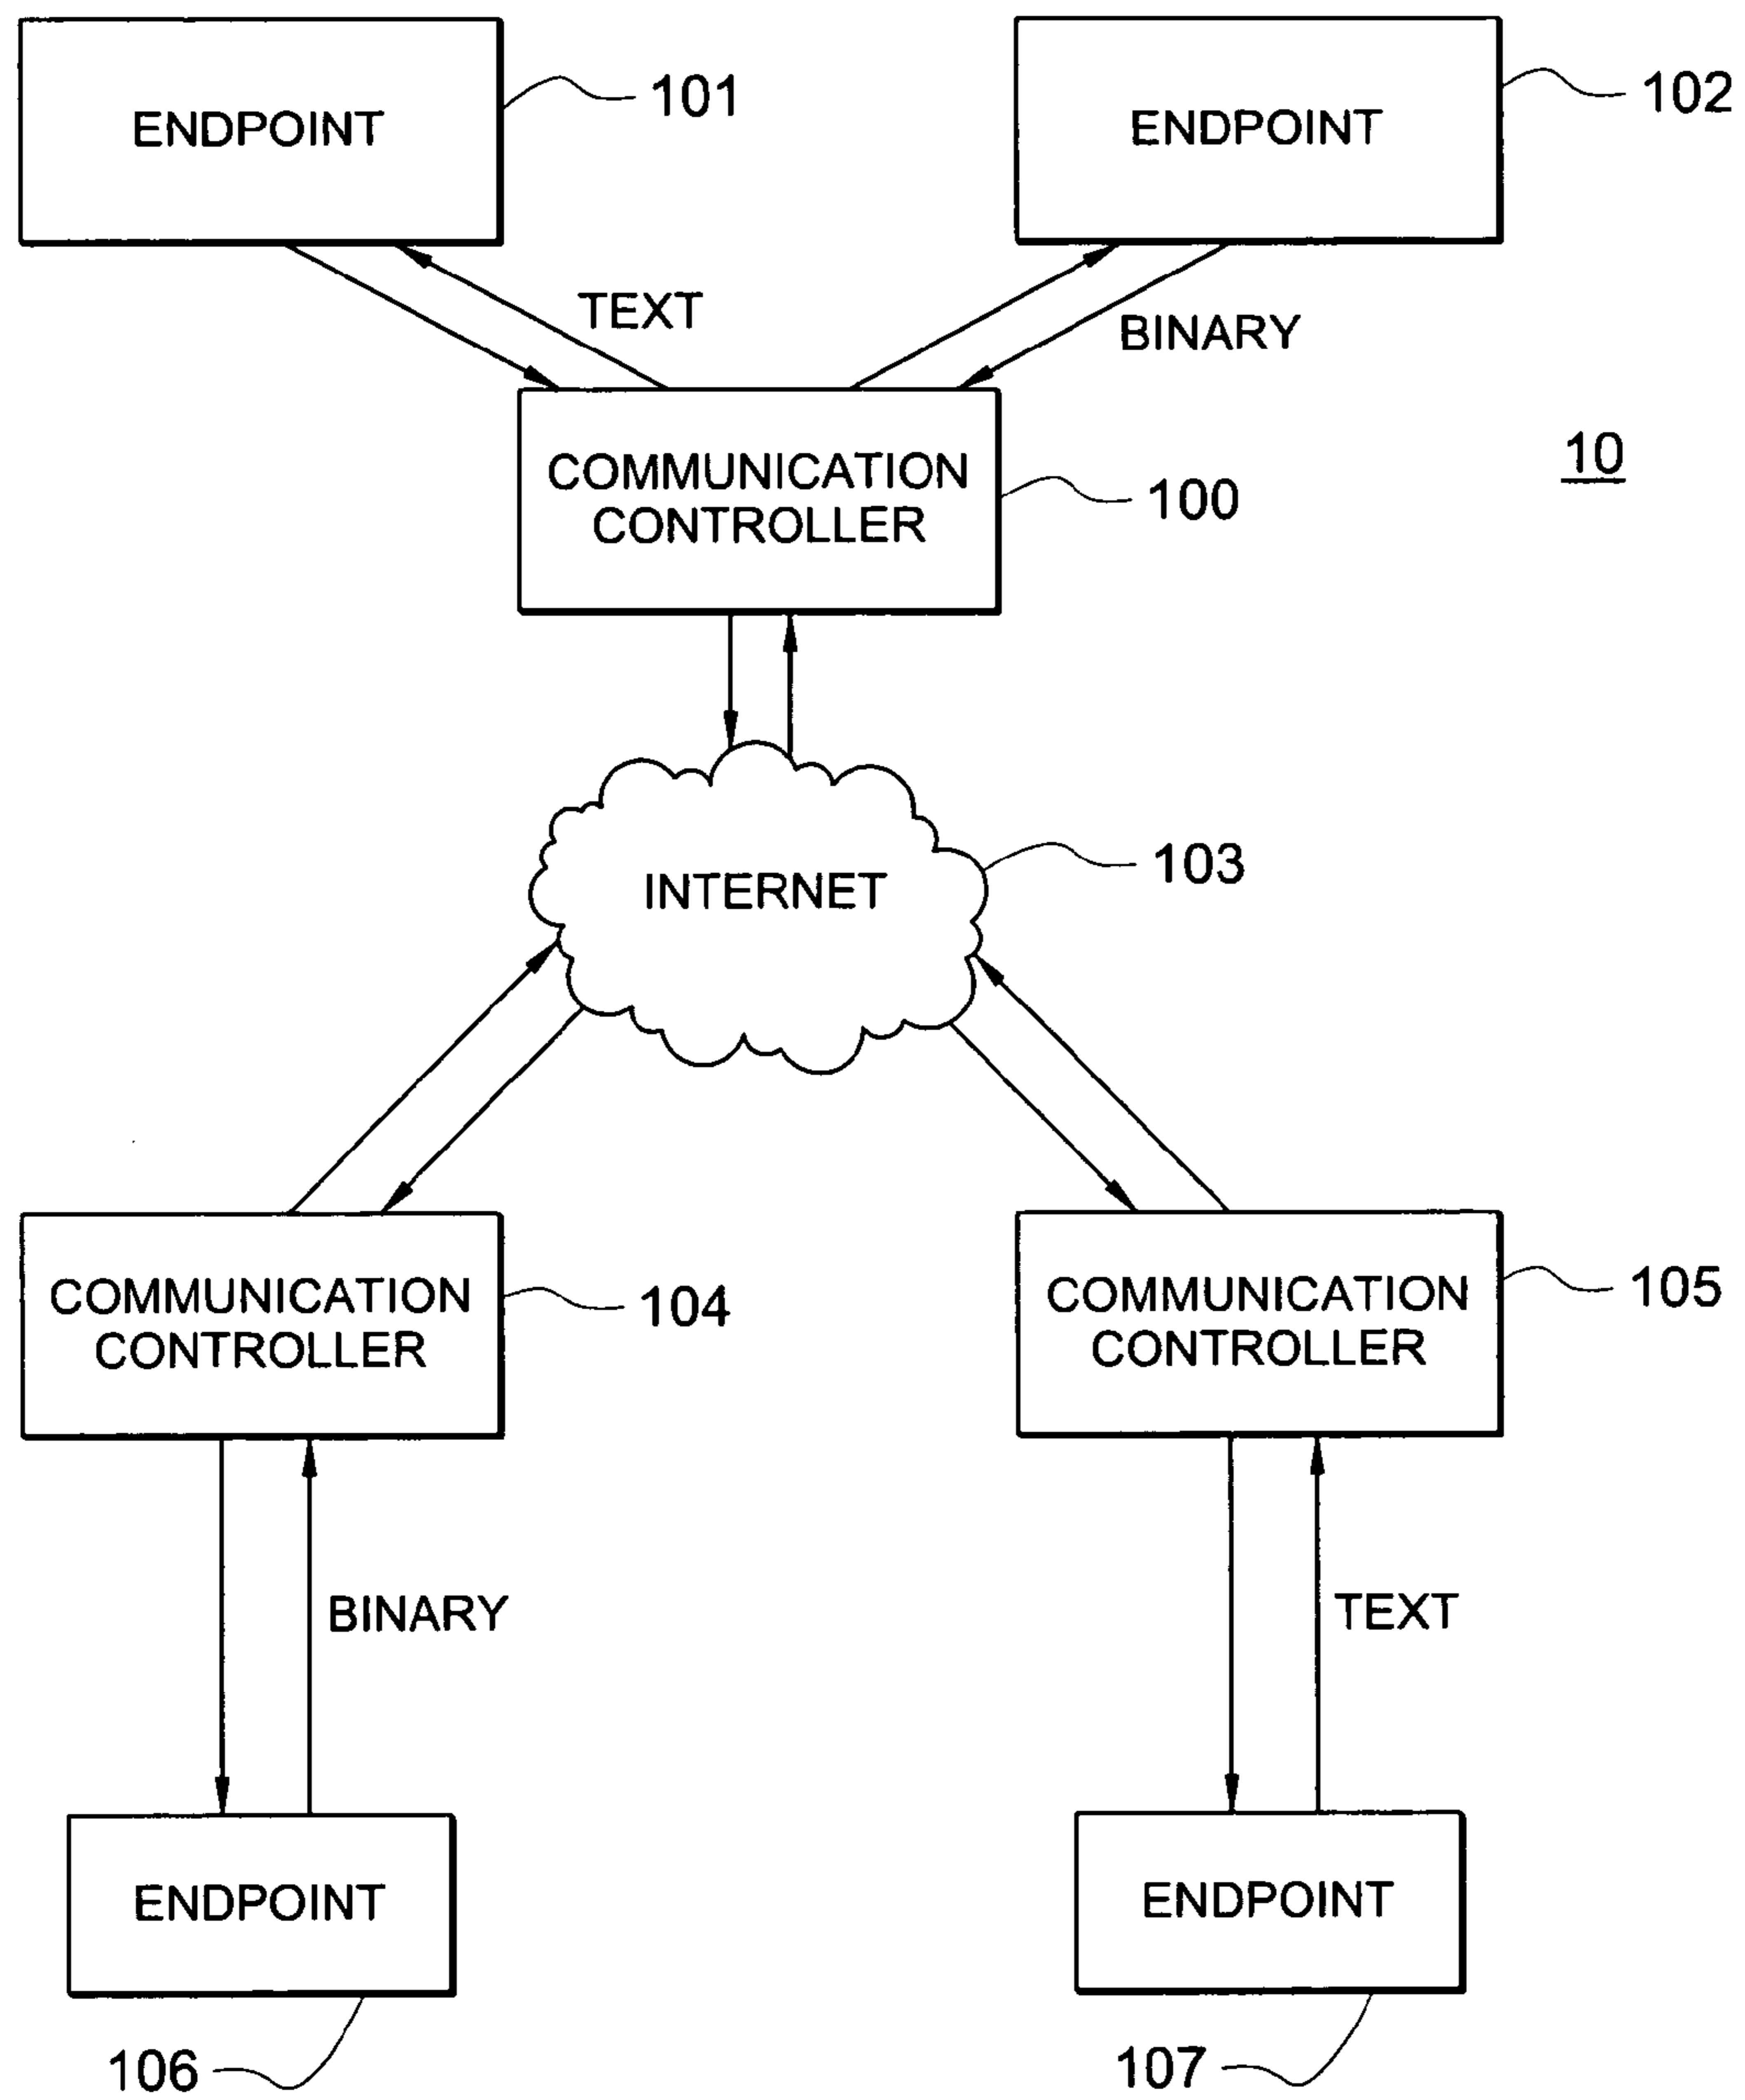 ENDPOINT
101
ENDPOINT
102
TEXT
BINARY
COMMUNICATION
CONTROLLER
100
10
INTERNET
103
COMMUNICATION
CONTROLLER
104
COMMUNICATION
CONTROLLER
105
BINARY
TEXT
ENDPOINT
ENDPOINT
106
107